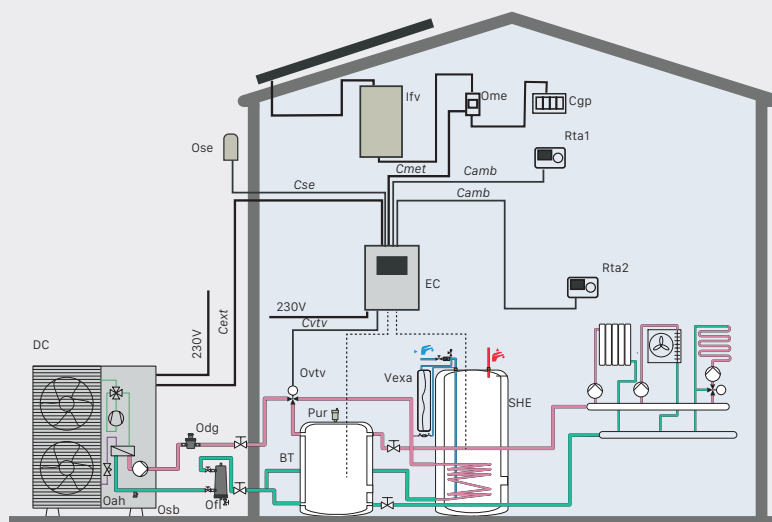 Ifv
Ome
Cgp
Rta1
Ose
Cmet
Camb
Cse
Camb
Rta2
EC
230V
Cvtv
230V
Cext
DC
Ovtv
Vexa
SHE
Pur
Odg
BT
Oah
Osb
Ofl